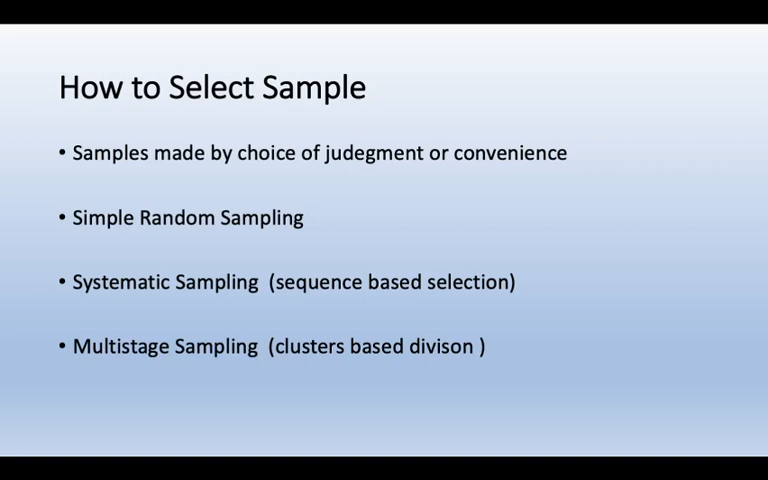 How to Select Sample
• Samples made by choice of judegment or convenience
• Simple Random Sampling
• Systematic Sampling  (sequence based selection)
• Multistage Sampling  (clusters based divison )